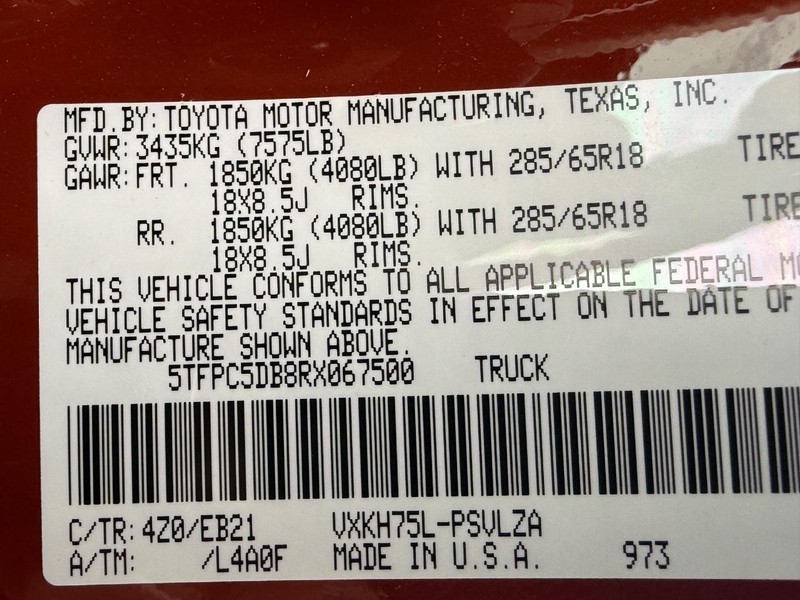 MFD.BY: TOYOTA MOTOR MANUFACTURING, TEXAS, INC.
GVWR: 3435KG (7575LB)
GAWR: FRT. 1850KG (4080LB) WITH 285/65R18 TIRE
18X8.5J RIMS.
RR. 1850KG (4080LB) WITH 285/65R18 TIRE
18X8.5J RIMS.
THIS VEHICLE CONFORMS TO ALL APPLICABLE FEDERAL MO
VEHICLE SAFETY STANDARDS IN EFFECT ON THE DATE OF
MANUFACTURE SHOWN ABOVE.
5TFPC5DB8RX067500 TRUCK
C/TR: 4Z0/EB21 VXKH75L-PSVLZA
A/TM: /L4A0F MADE IN U.S.A. 973